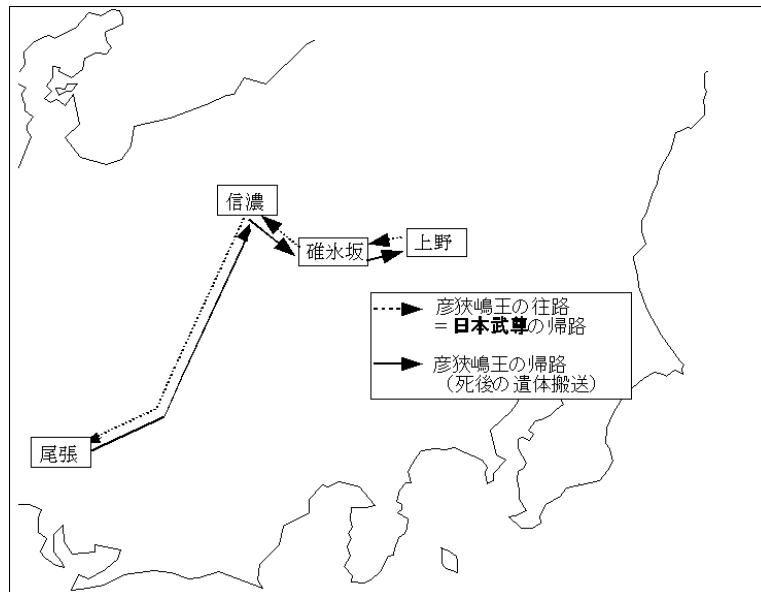 信濃
碓氷坂
上野
彦狭嶋王の往路
= 日本武尊の帰路
彦狭嶋王の帰路
（死後の遺体搬送）
尾張